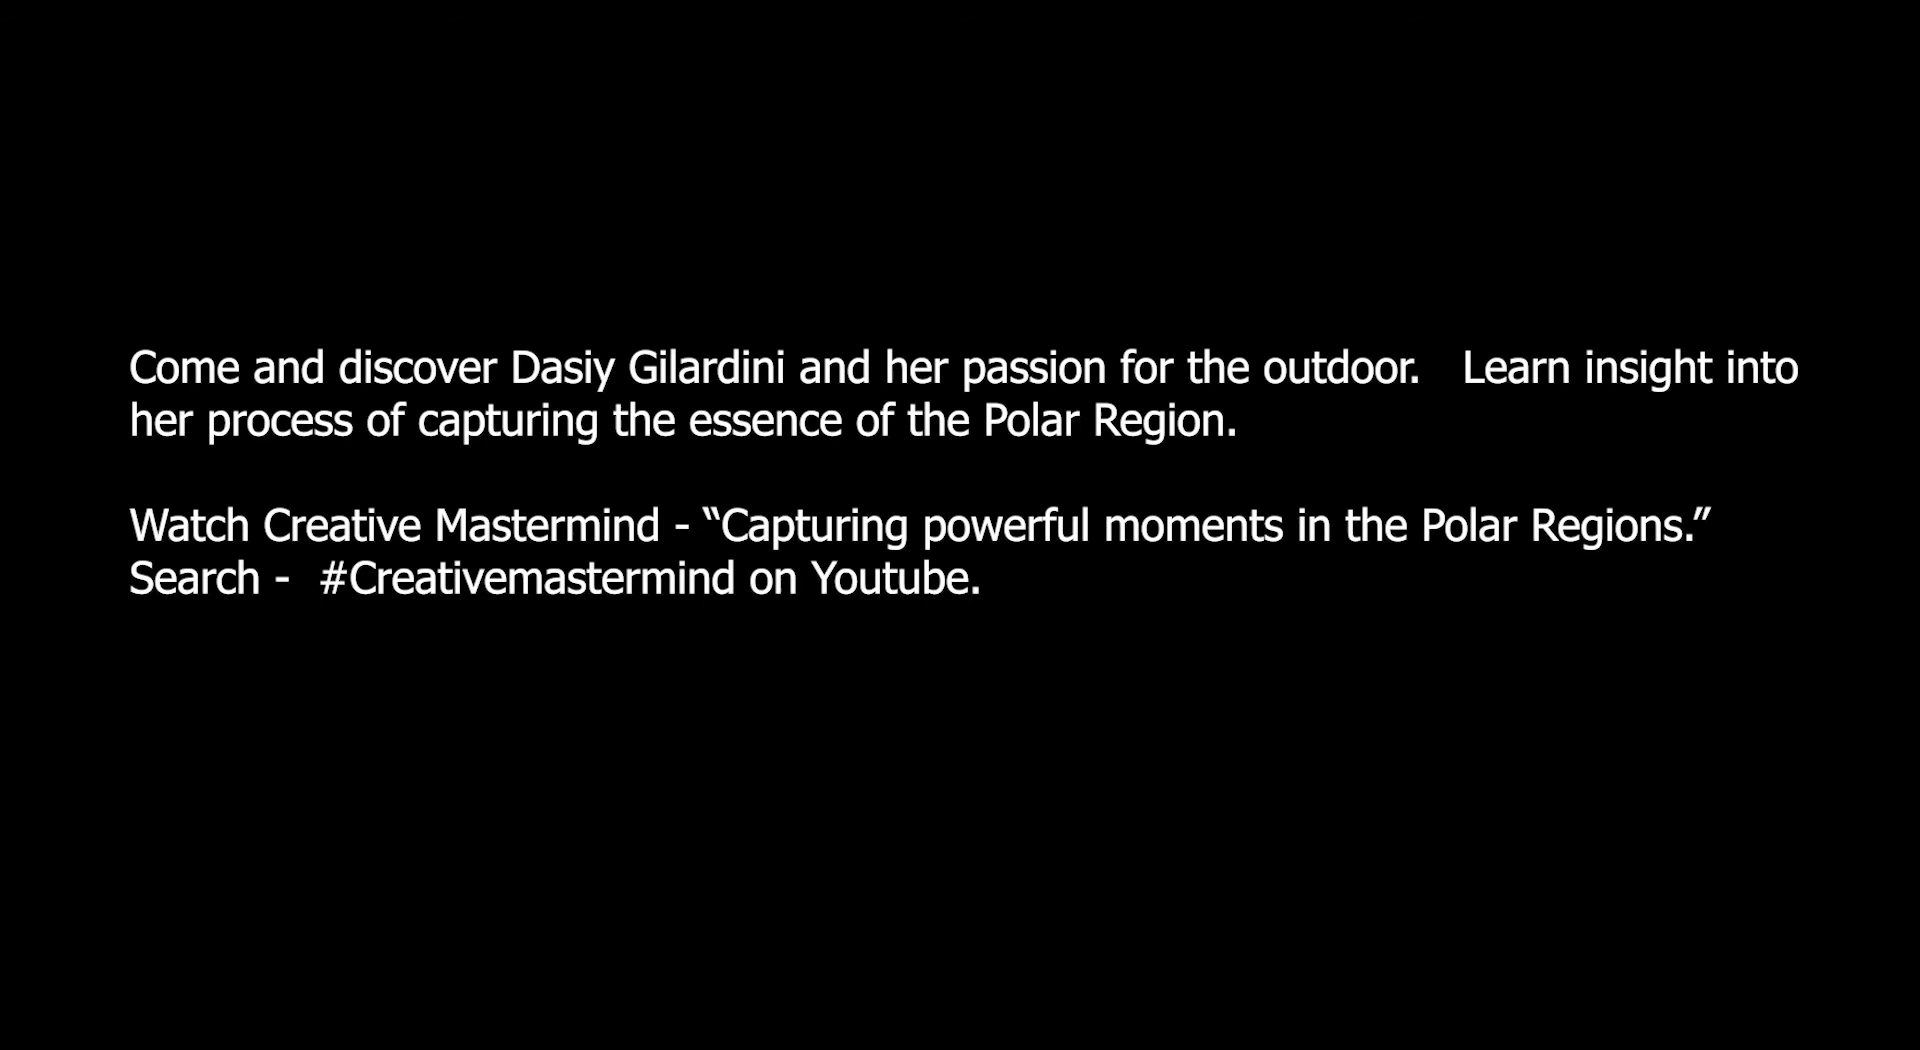 Come and discover Dasiy Gilardini and her passion for the outdoor.   Learn insight into
her process of capturing the essence of the Polar Region.
Watch Creative Mastermind - “Capturing powerful moments in the Polar Regions.”
Search -  #Creativemastermind on Youtube.